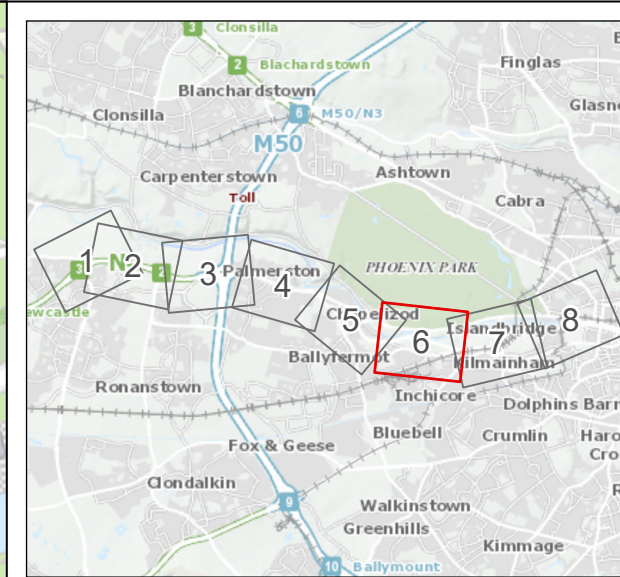 3 Clonsilla
2 Blachardstown
Finglas
Blanchardstown
Clonsilla
6 M50/N3
Glasn
M50
Carpenterstown
Ashtown
Toll
Cabra
1
2
3
4
5
6
7
8
3
N
2
Palmerston
PHOENIX PARK
ewcastle
Chapelizod
Islandbridge
Ballyfermot
Kilmainham
Ronanstown
Inchicore
Dolphins Barn
Bluebell
Crumlin
Haro
Cro
Fox & Geese
Clondalkin
9
Walkinstown
Greenhills
Kimmage
10 Ballymount